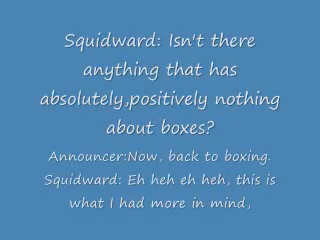 Squidward: Isn't there
anything that has
absolutely,positively nothing
about boxes?
Announcer:Now, back to boxing.
Squidward: Eh heh eh heh, this is
what I had more in mind,